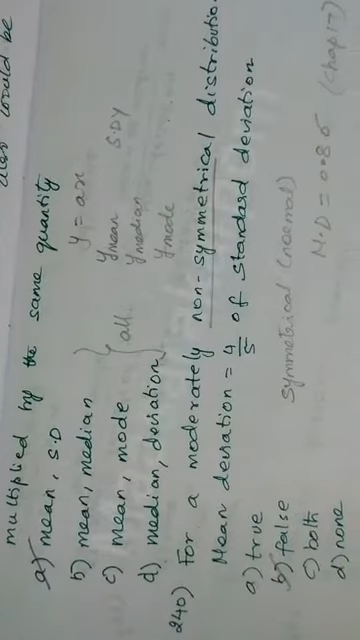 also would be
multiplied by the same quantity
a) mean, S.D y = ax
b) mean, median } all. ymean S.Dy
c) mean, mode ymedian
d) median, deviation ymode
240) For a moderately non-symmetrical distribution.
Mean deviation = 4/5 of standard deviation
a) true
b) false symmetrical (normal)
c) both M.D = 0.8 σ (chap 17)
d) none